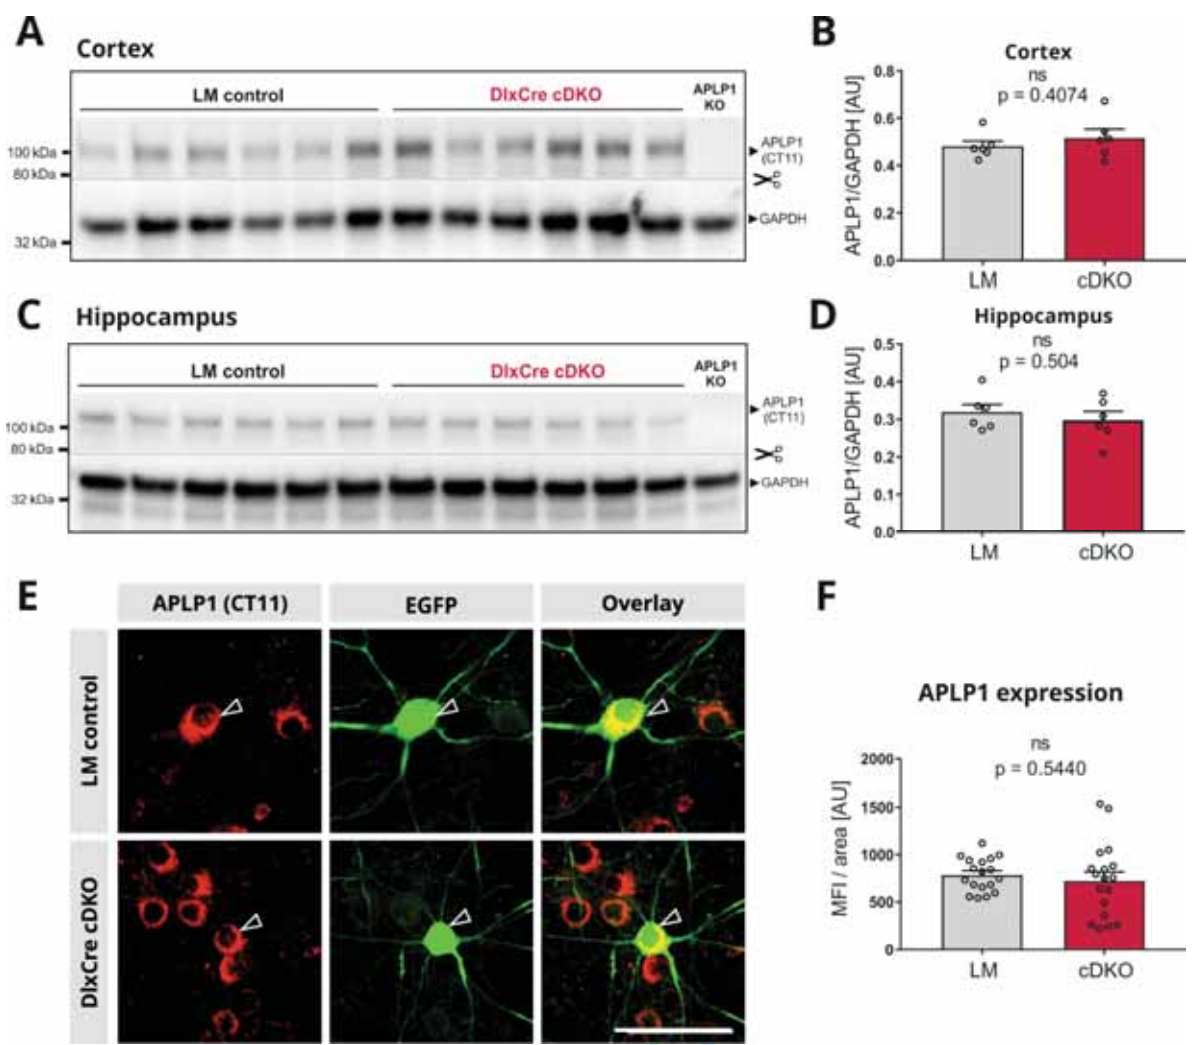 A
Cortex
LM control
DlxCre cDKO
APLP1
KO
100 kDa
80 kDa
32 kDa
APLP1
(CT11)
GAPDH
B
Cortex
ns
p = 0.4074
APLP1/GAPDH [AU]
0.8
0.6
0.4
0.2
0.0
LM
cDKO
C
Hippocampus
LM control
DlxCre cDKO
APLP1
KO
100 kDa
80 kDa
32 kDa
APLP1
(CT11)
GAPDH
D
Hippocampus
ns
p = 0.504
APLP1/GAPDH [AU]
0.5
0.4
0.3
0.2
0.1
0.0
LM
cDKO
E
APLP1 (CT11)
EGFP
Overlay
LM control
DlxCre cDKO
F
APLP1 expression
ns
p = 0.5440
MFI / area [AU]
2000
1500
1000
500
0
LM
cDKO